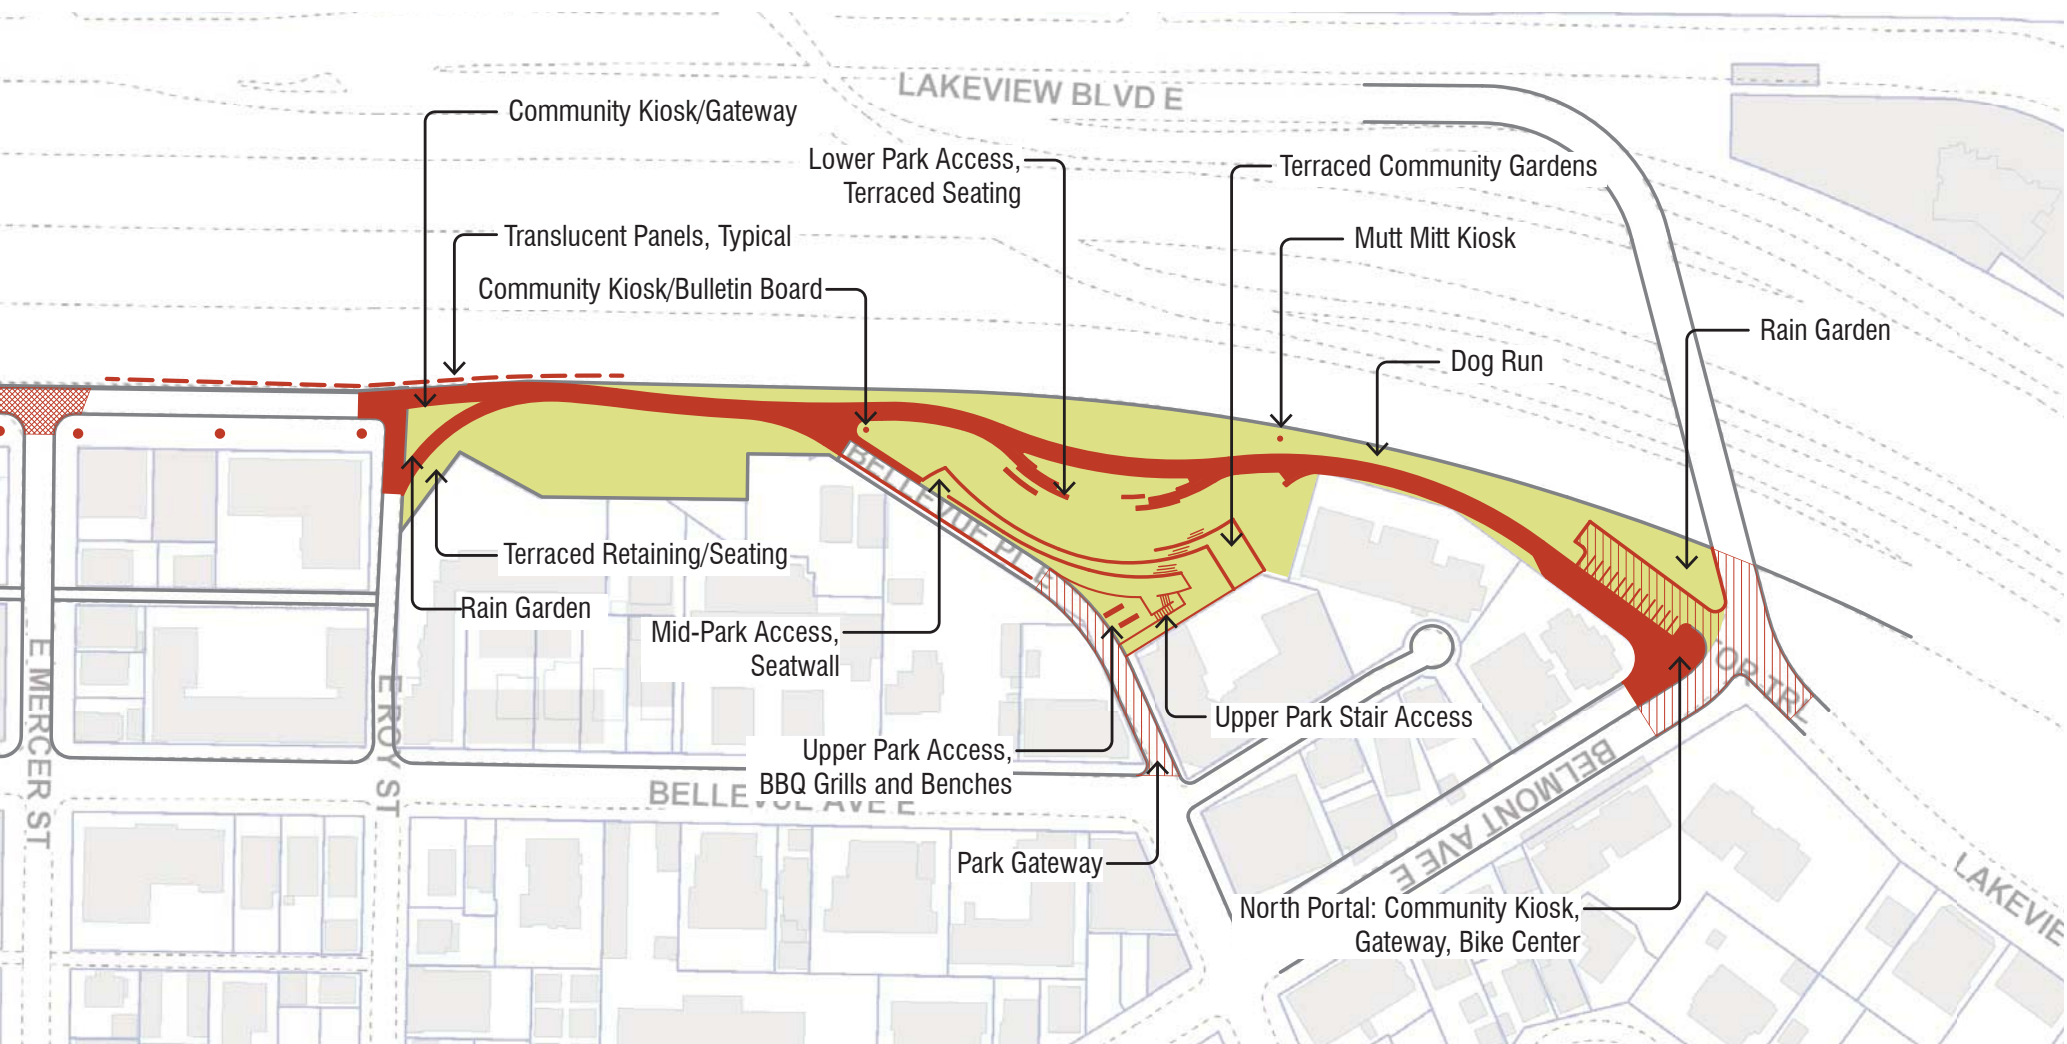 LAKEVIEW BLVD E
Community Kiosk/Gateway
Lower Park Access,
Terraced Seating
Terraced Community Gardens
Translucent Panels, Typical
Mutt Mitt Kiosk
Community Kiosk/Bulletin Board
Rain Garden
Dog Run
BELLEVUE PL E
Terraced Retaining/Seating
Rain Garden
Mid-Park Access,
Seatwall
E MERCER ST
E ROY ST
Upper Park Stair Access
Upper Park Access,
BBQ Grills and Benches
BELLEVUE AVE E
BELMONT AVE E
Park Gateway
North Portal: Community Kiosk,
Gateway, Bike Center